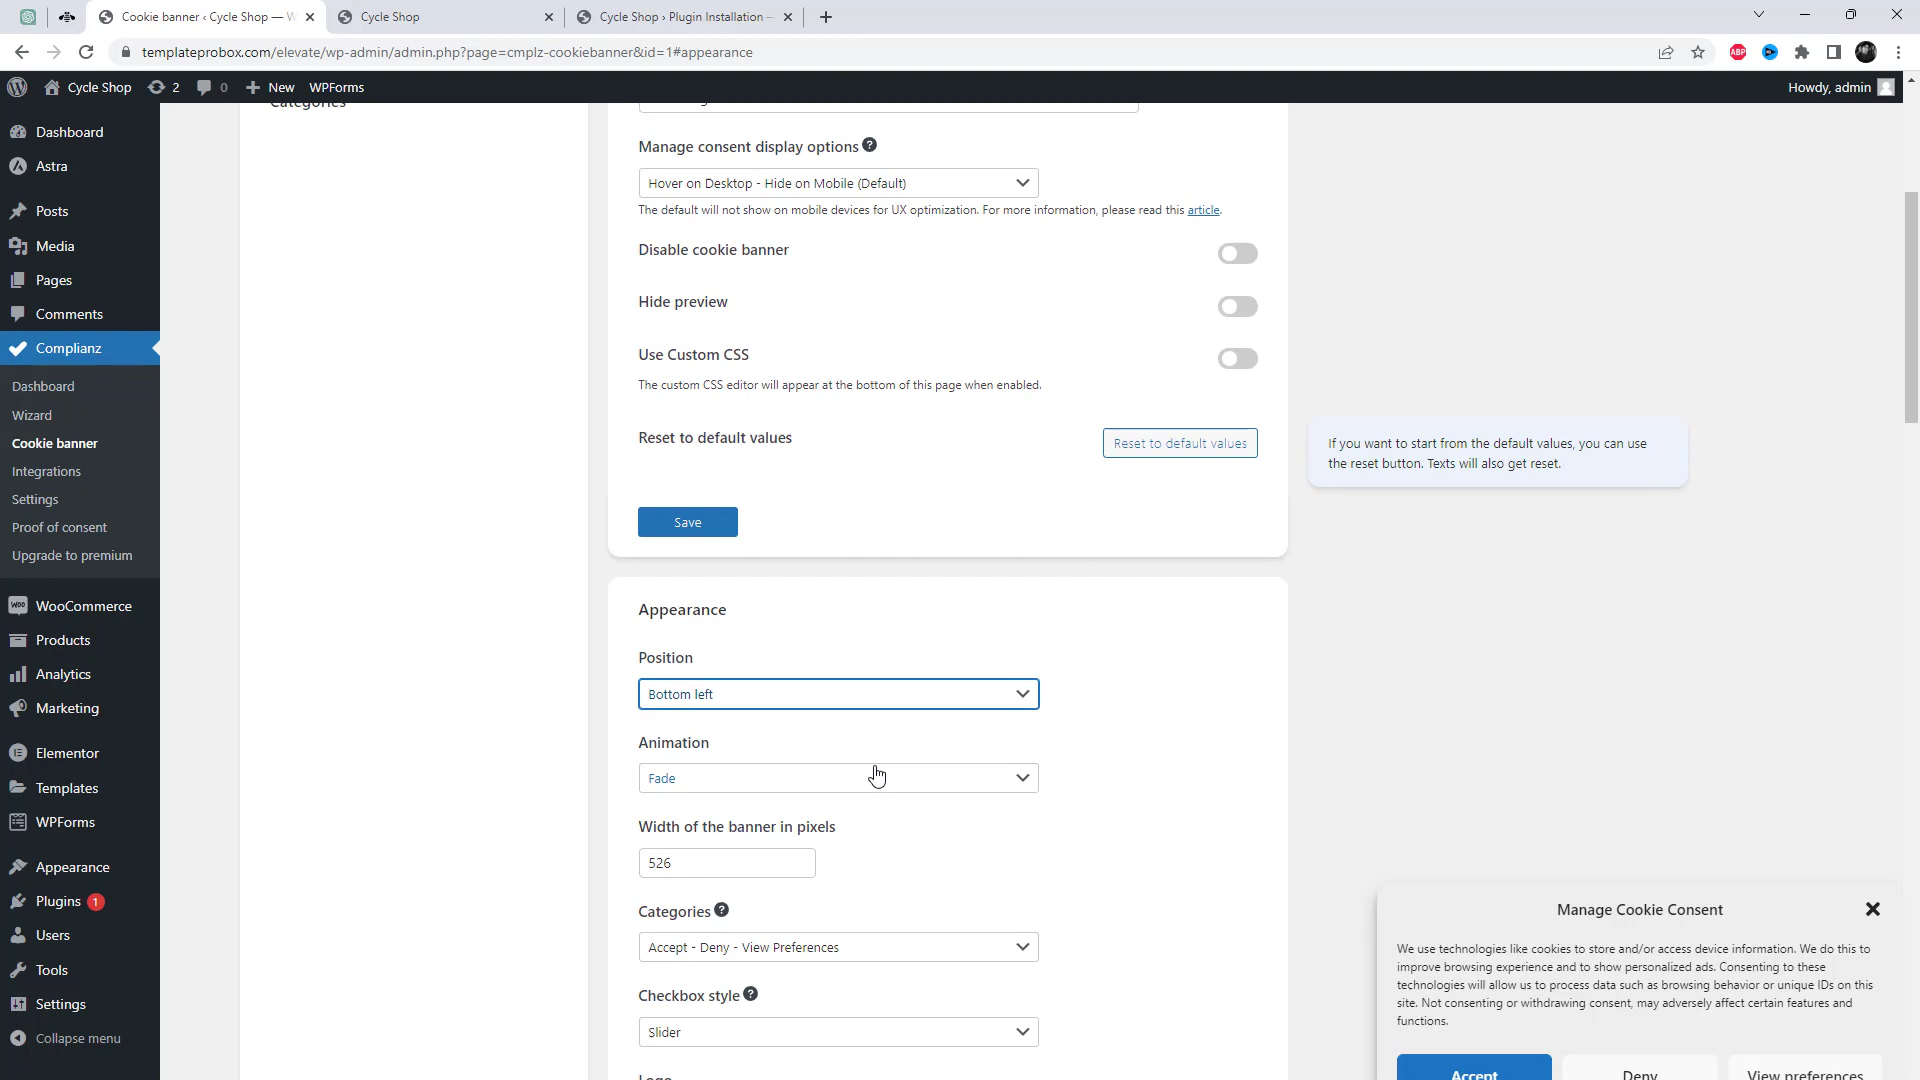 Cookie banner ‹ Cycle Shop — W
Cycle Shop
Cycle Shop › Plugin Installation –
templateprobox.com/elevate/wp-admin/admin.php?page=cmplz-cookiebanner&id=1#appearance
ABP
Cycle Shop
2
0
New
WPForms
Howdy, admin
Dashboard
Astra
Posts
Media
Pages
Comments
Complianz
Dashboard
Wizard
Cookie banner
Integrations
Settings
Proof of consent
Upgrade to premium
WooCommerce
Products
Analytics
Marketing
Elementor
Templates
WPForms
Appearance
Plugins 1
Users
Tools
Settings
Collapse menu
Categories
Manage consent display options
Hover on Desktop - Hide on Mobile (Default)
The default will not show on mobile devices for UX optimization. For more information, please read this article.
Disable cookie banner
Hide preview
Use Custom CSS
The custom CSS editor will appear at the bottom of this page when enabled.
Reset to default values
Reset to default values
If you want to start from the default values, you can use
the reset button. Texts will also get reset.
Save
Appearance
Position
Bottom left
Animation
Fade
Width of the banner in pixels
526
Categories
Accept - Deny - View Preferences
Checkbox style
Slider
Logo
Manage Cookie Consent
We use technologies like cookies to store and/or access device information. We do this to
improve browsing experience and to show personalized ads. Consenting to these
technologies will allow us to process data such as browsing behavior or unique IDs on this
site. Not consenting or withdrawing consent, may adversely affect certain features and
functions.
Accept
Deny
View preferences